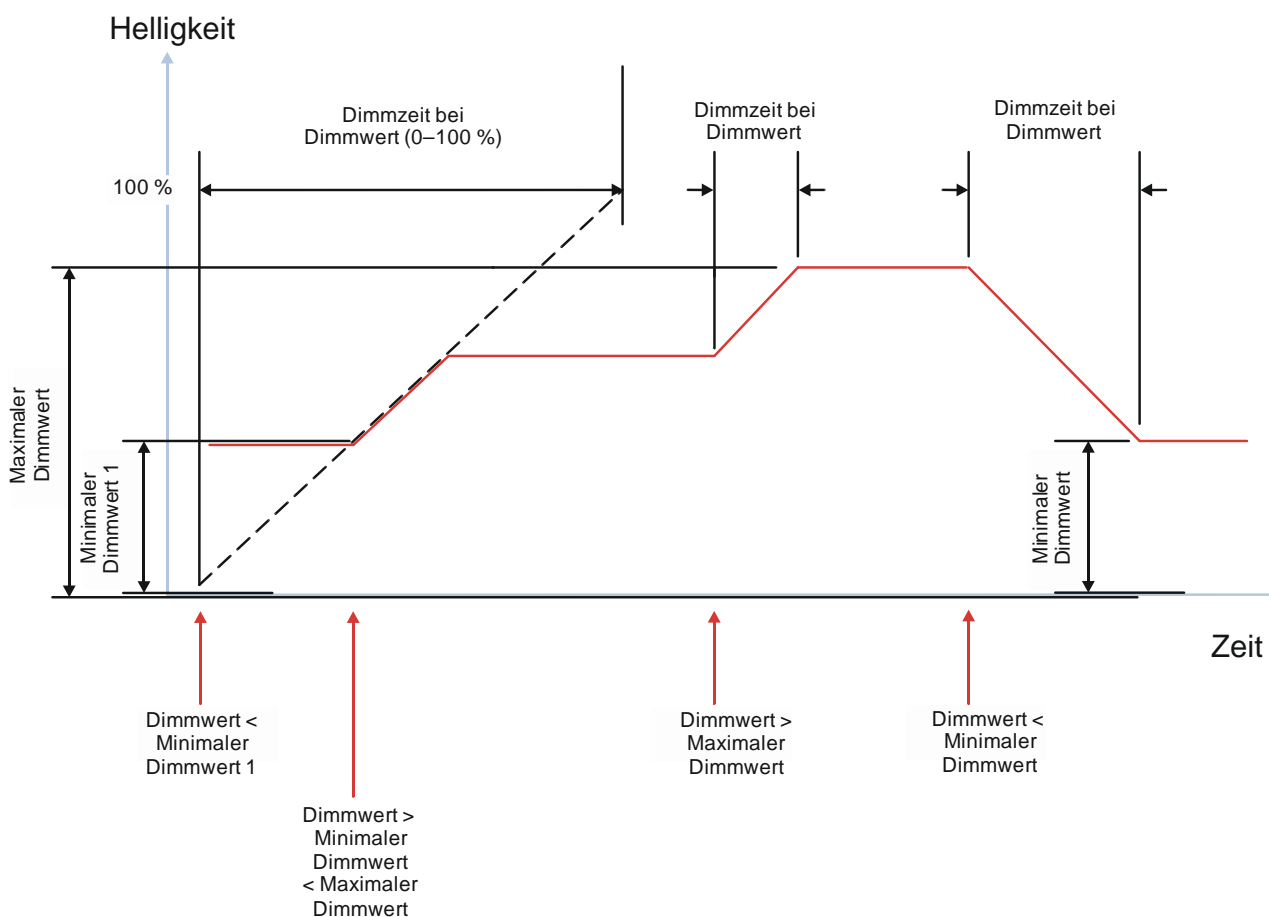 Helligkeit
Dimmzeit bei
Dimmwert (0–100 %)
Dimmzeit bei
Dimmwert
Dimmzeit bei
Dimmwert
100 %
Maximaler
Dimmwert
Minimaler
Dimmwert 1
Minimaler
Dimmwert
Zeit
Dimmwert <
Minimaler
Dimmwert 1
Dimmwert >
Minimaler
Dimmwert
< Maximaler
Dimmwert
Dimmwert >
Maximaler
Dimmwert
Dimmwert <
Minimaler
Dimmwert